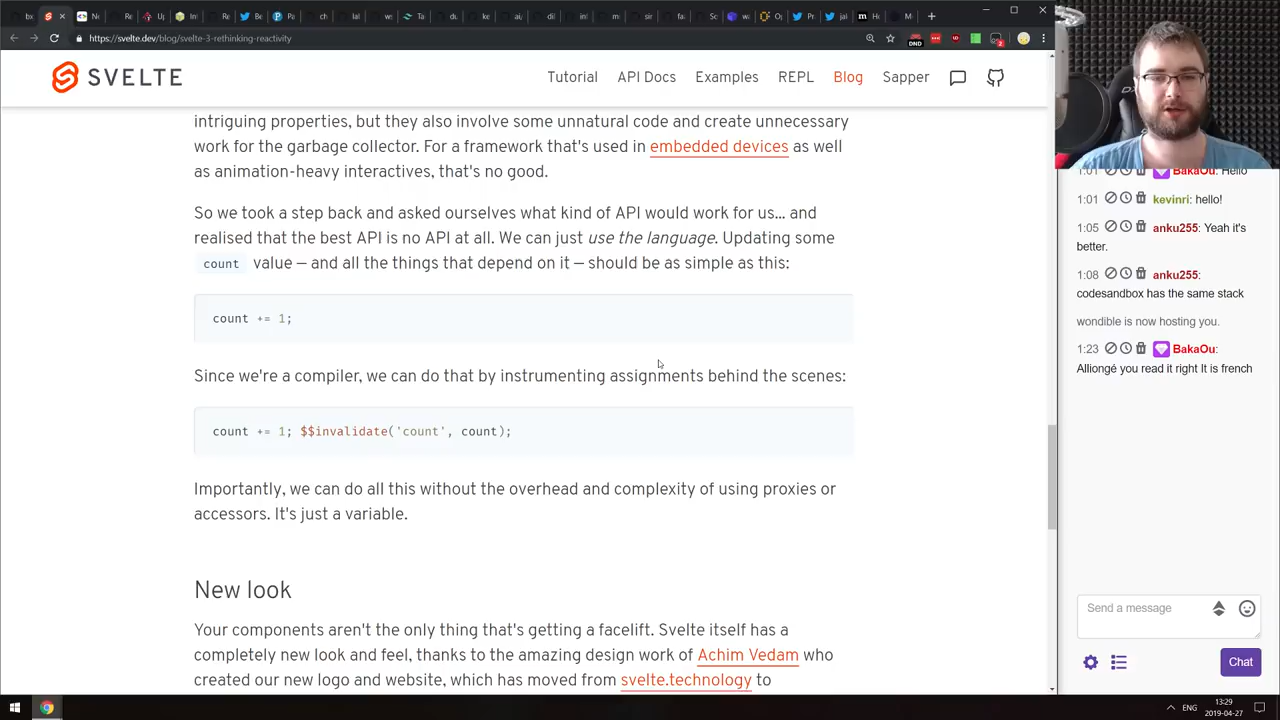 https://svelte.dev/blog/svelte-3-rethinking-reactivity
DND
2
SVELTE
Tutorial
API Docs
Examples
REPL
Blog
Sapper
intriguing properties, but they also involve some unnatural code and create unnecessary
work for the garbage collector. For a framework that's used in embedded devices as well
as animation-heavy interactives, that's no good.
So we took a step back and asked ourselves what kind of API would work for us... and
realised that the best API is no API at all. We can just use the language. Updating some
count value — and all the things that depend on it — should be as simple as this:
count += 1;
Since we're a compiler, we can do that by instrumenting assignments behind the scenes:
count += 1; $$invalidate('count', count);
Importantly, we can do all this without the overhead and complexity of using proxies or
accessors. It's just a variable.
New look
Your components aren't the only thing that's getting a facelift. Svelte itself has a
completely new look and feel, thanks to the amazing design work of Achim Vedam who
created our new logo and website, which has moved from svelte.technology to
1:01 BakaOu: Hello
1:01 kevinri: hello!
1:05 anku255: Yeah it's
better.
1:08 anku255:
codesandbox has the same stack
wondible is now hosting you.
1:23 BakaOu:
Alliongé you read it right It is french
Send a message
Chat
ENG
13:29
2019-04-27